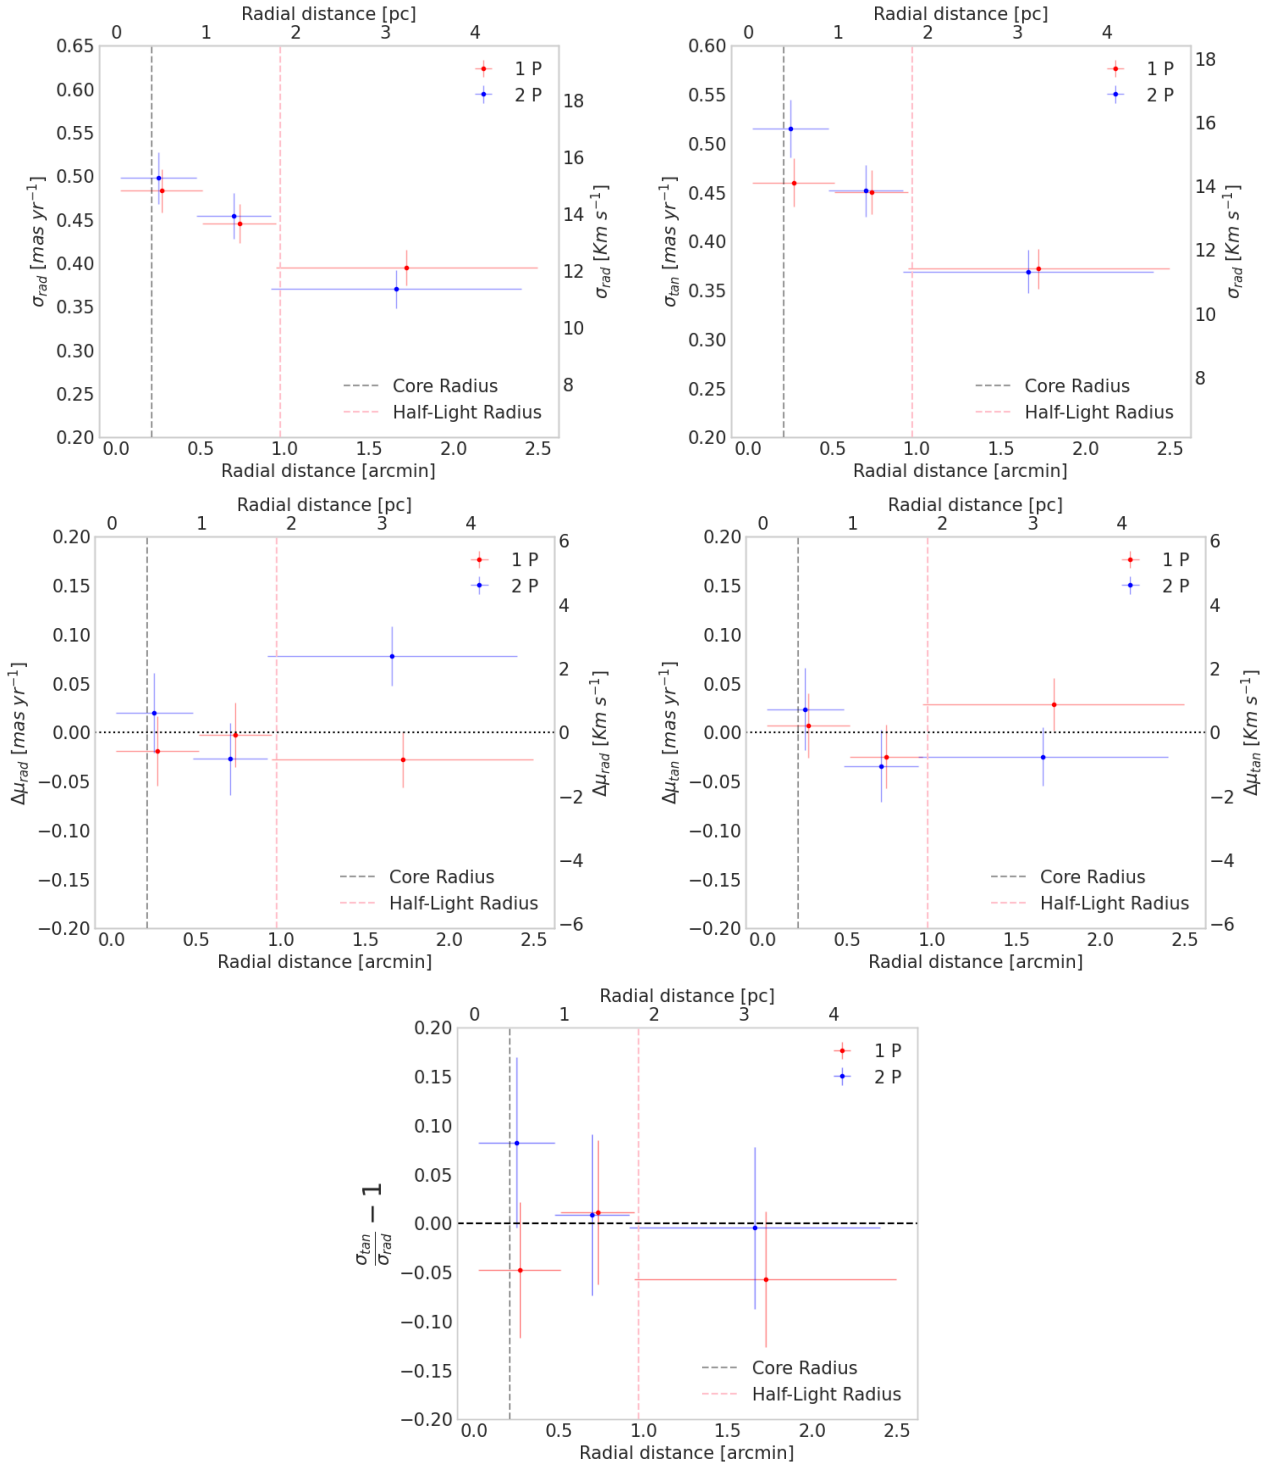 Radial distance [pc]
0 1 2 3 4
0.65
0.60
0.55
0.50
0.45
0.40
0.35
0.30
0.25
0.20
σrad [mas yr−1]
1 P
2 P
18
16
14
12
10
8
σrad [Km s−1]
Core Radius
Half-Light Radius
0.0 0.5 1.0 1.5 2.0 2.5
Radial distance [arcmin]
Radial distance [pc]
0 1 2 3 4
0.60
0.55
0.50
0.45
0.40
0.35
0.30
0.25
0.20
σtan [mas yr−1]
1 P
2 P
18
16
14
12
10
8
σrad [Km s−1]
Core Radius
Half-Light Radius
0.0 0.5 1.0 1.5 2.0 2.5
Radial distance [arcmin]
Radial distance [pc]
0 1 2 3 4
0.20
0.15
0.10
0.05
0.00
−0.05
−0.10
−0.15
−0.20
Δμrad [mas yr−1]
1 P
2 P
6
4
2
0
−2
−4
−6
Δμrad [Km s−1]
Core Radius
Half-Light Radius
0.0 0.5 1.0 1.5 2.0 2.5
Radial distance [arcmin]
Radial distance [pc]
0 1 2 3 4
0.20
0.15
0.10
0.05
0.00
−0.05
−0.10
−0.15
−0.20
Δμtan [mas yr−1]
1 P
2 P
6
4
2
0
−2
−4
−6
Δμtan [Km s−1]
Core Radius
Half-Light Radius
0.0 0.5 1.0 1.5 2.0 2.5
Radial distance [arcmin]
Radial distance [pc]
0 1 2 3 4
0.20
0.15
0.10
0.05
0.00
−0.05
−0.10
−0.15
−0.20
σtan/σrad − 1
1 P
2 P
Core Radius
Half-Light Radius
0.0 0.5 1.0 1.5 2.0 2.5
Radial distance [arcmin]